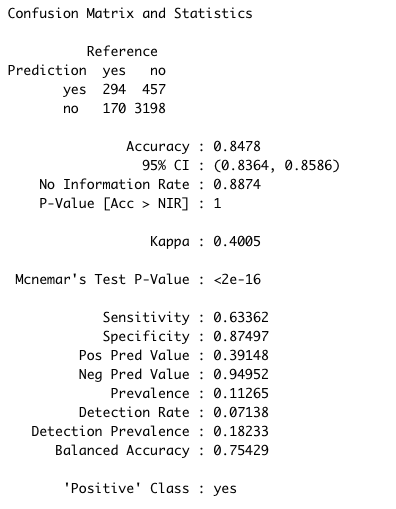 Confusion Matrix and Statistics
Reference
Prediction yes no
yes 294 457
no 170 3198
Accuracy : 0.8478
95% CI : (0.8364, 0.8586)
No Information Rate : 0.8874
P-Value [Acc > NIR] : 1
Kappa : 0.4005
Mcnemar's Test P-Value : <2e-16
Sensitivity : 0.63362
Specificity : 0.87497
Pos Pred Value : 0.39148
Neg Pred Value : 0.94952
Prevalence : 0.11265
Detection Rate : 0.07138
Detection Prevalence : 0.18233
Balanced Accuracy : 0.75429
'Positive' Class : yes